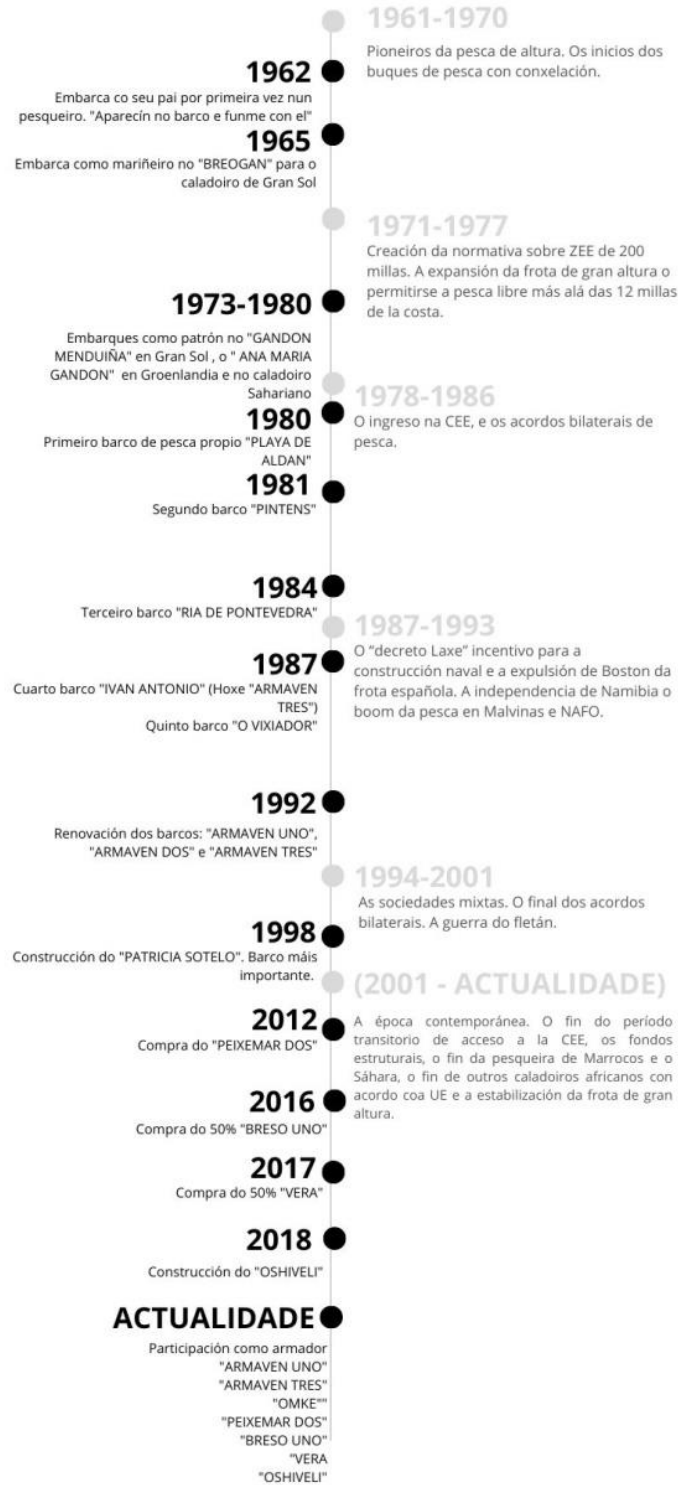 1961-1970
Pioneiros da pesca de altura. Os inicios dos
buques de pesca con conxelación.
1962
Embarca co seu pai por primeira vez nun
pesqueiro. "Aparecín no barco e funme con el"
1965
Embarca como mariñeiro no "BREOGAN" para o
caladoiro de Gran Sol
1971-1977
Creación da normativa sobre ZEE de 200
millas. A expansión da frota de gran altura o
permitirse a pesca libre más alá das 12 millas
de la costa.
1973-1980
Embarques como patrón no "GANDON
MENDUIÑA" en Gran Sol , o " ANA MARIA
GANDON" en Groenlandia e no caladoiro
Sahariano
1978-1986
O ingreso na CEE, e os acordos bilaterais de
pesca.
1980
Primeiro barco de pesca propio "PLAYA DE
ALDAN"
1981
Segundo barco "PINTENS"
1984
Terceiro barco "RIA DE PONTEVEDRA"
1987-1993
O "decreto Laxe" incentivo para a
construcción naval e a expulsión de Boston da
frota española. A independencia de Namibia o
boom da pesca en Malvinas e NAFO.
1987
Cuarto barco "IVAN ANTONIO" (Hoxe "ARMAVEN
TRES")
Quinto barco "O VIXIADOR"
1992
Renovación dos barcos: "ARMAVEN UNO",
"ARMAVEN DOS" e "ARMAVEN TRES"
1994-2001
As sociedades mixtas. O final dos acordos
bilaterais. A guerra do fletán.
1998
Construcción do "PATRICIA SOTELO". Barco máis
importante.
(2001 - ACTUALIDADE)
A época contemporánea. O fin do período
transitorio de acceso a la CEE, os fondos
estruturais, o fin da pesqueira de Marrocos e o
Sáhara, o fin de outros caladoiros africanos con
acordo coa UE e a estabilización da frota de gran
altura.
2012
Compra do "PEIXEMAR DOS"
2016
Compra do 50% "BRESO UNO"
2017
Compra do 50% "VERA"
2018
Construcción do "OSHIVELI"
ACTUALIDADE
Participación como armador
"ARMAVEN UNO"
"ARMAVEN TRES"
"OMKE""
"PEIXEMAR DOS"
"BRESO UNO"
"VERA
"OSHIVELI"